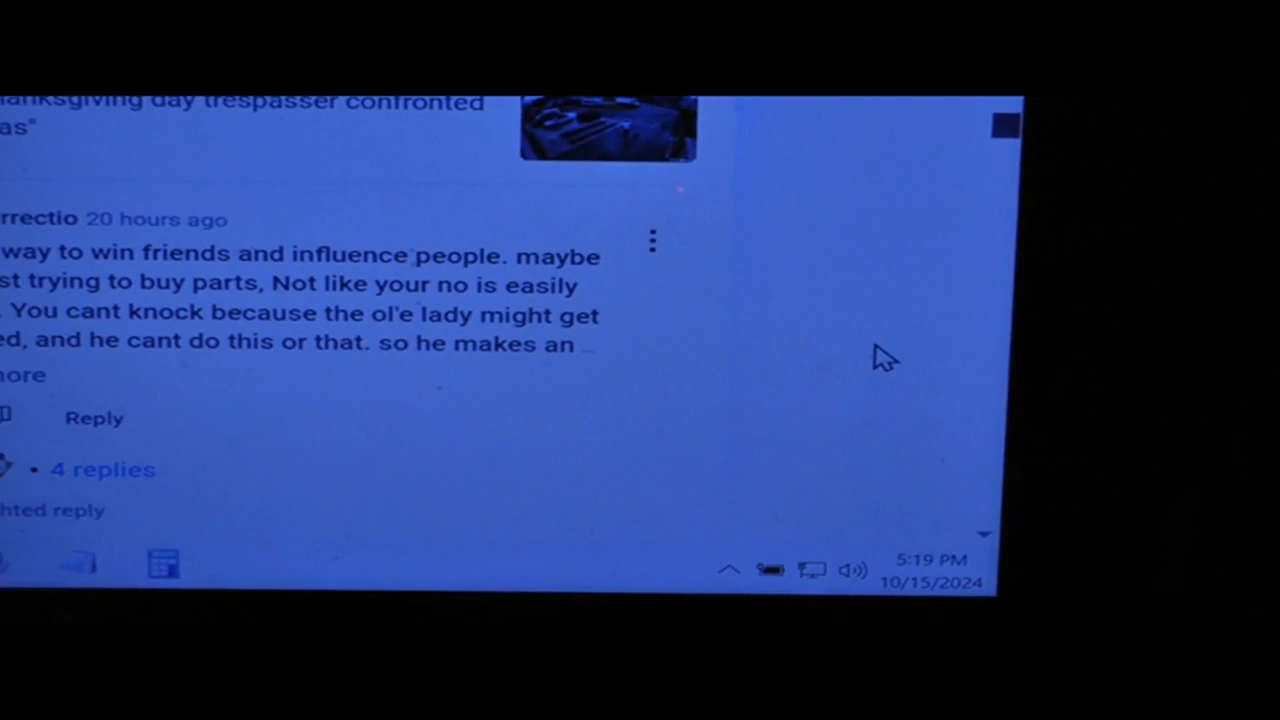 hanksgiving day trespasser confronted
as"
rrectio 20 hours ago
way to win friends and influence people. maybe
st trying to buy parts, Not like your no is easily
. You cant knock because the ol'e lady might get
ed, and he cant do this or that. so he makes an ...
more
Reply
• 4 replies
hted reply
5:19 PM
10/15/2024